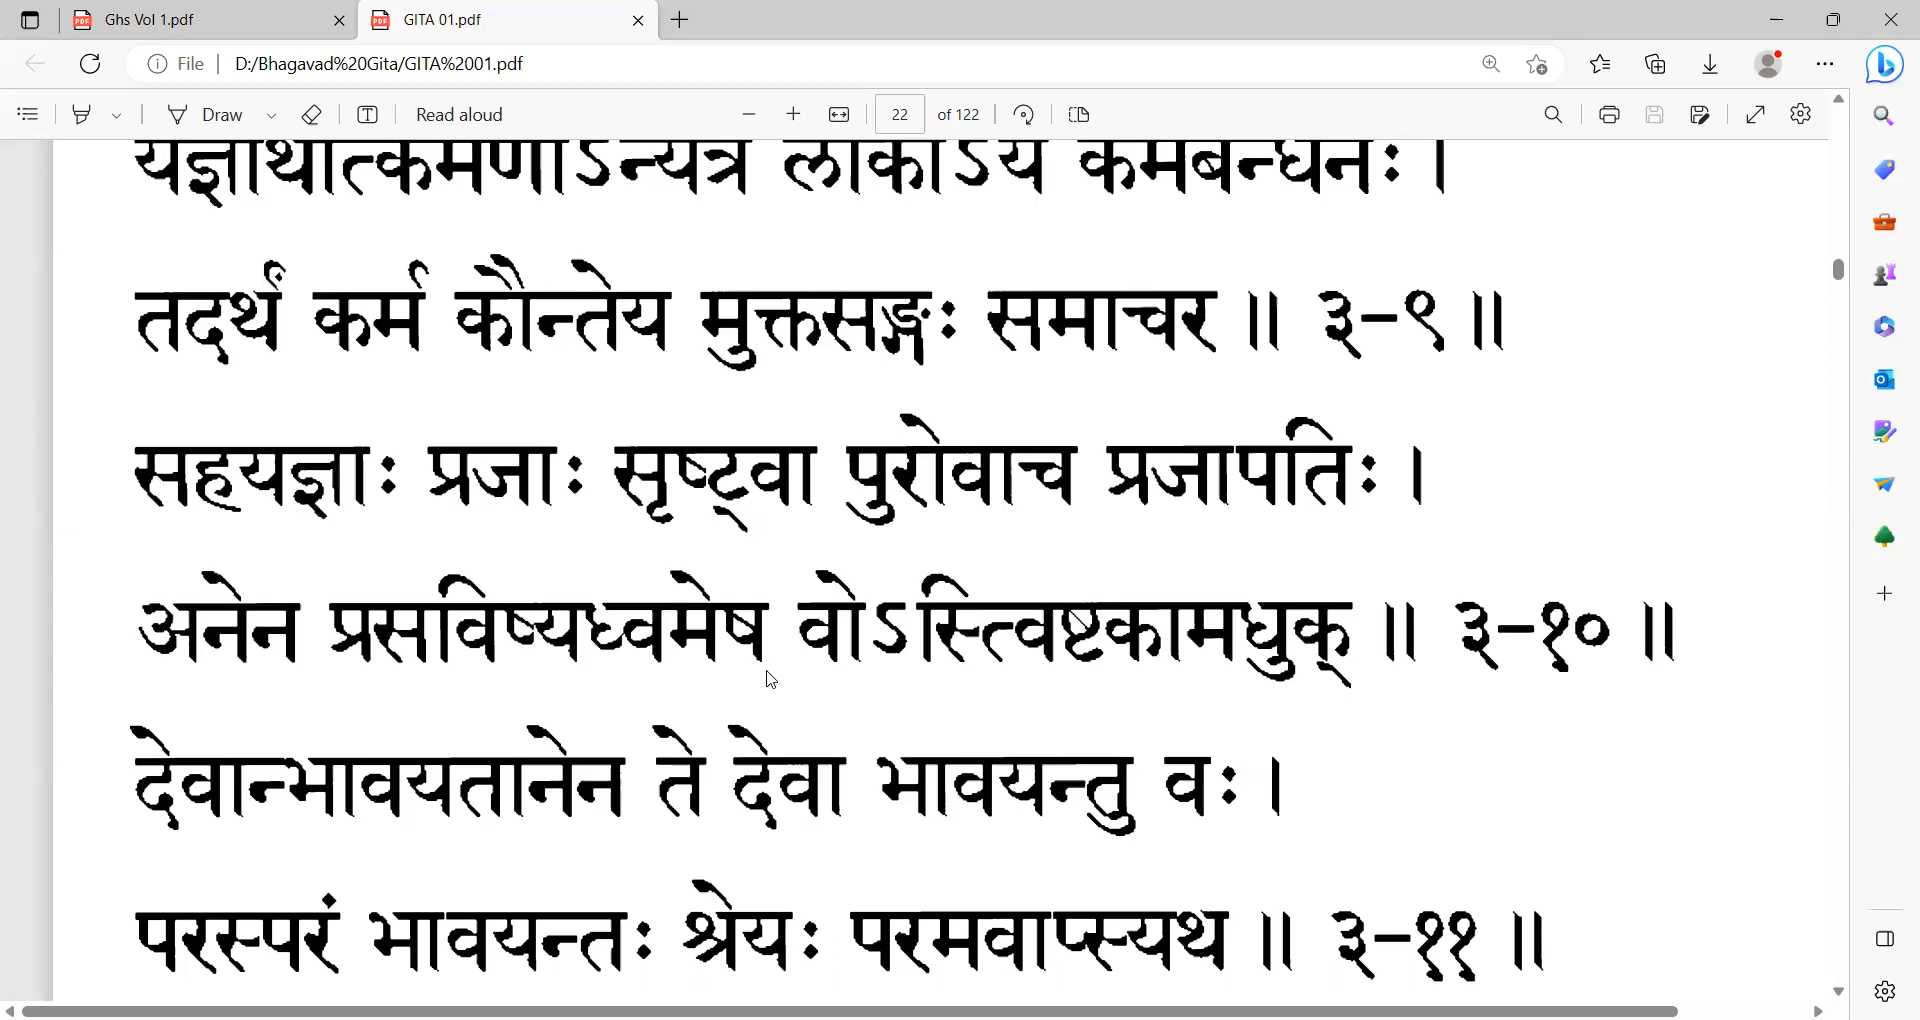 Ghs Vol 1.pdf
GITA 01.pdf
File D:/Bhagavad%20Gita/GITA%2001.pdf
Draw Read aloud 22 of 122
यज्ञार्थात्कर्मणोऽन्यत्र लोकोऽयं कर्मबन्धनः ।
तदर्थं कर्म कौन्तेय मुक्तसङ्गः समाचर ॥ ३-९ ॥
सहयज्ञाः प्रजाः सृष्ट्वा पुरोवाच प्रजापतिः ।
अनेन प्रसविष्यध्वमेष वोऽस्त्विष्टकामधुक् ॥ ३-१० ॥
देवान्भावयतानेन ते देवा भावयन्तु वः ।
परस्परं भावयन्तः श्रेयः परमवाप्स्यथ ॥ ३-११ ॥